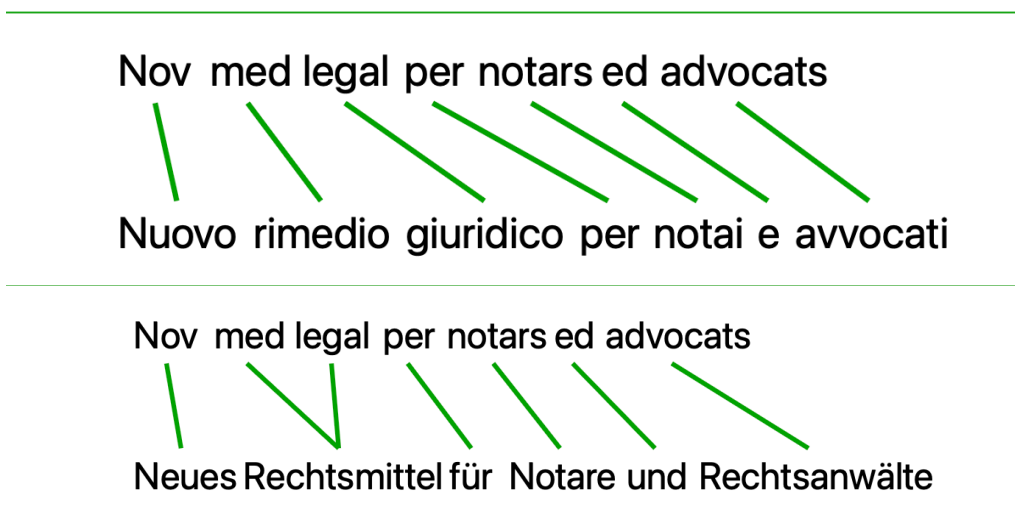 Nov med legal per notars ed advocats
Nuovo rimedio giuridico per notai e avvocati
Nov med legal per notars ed advocats
Neues Rechtsmittel für Notare und Rechtsanwälte